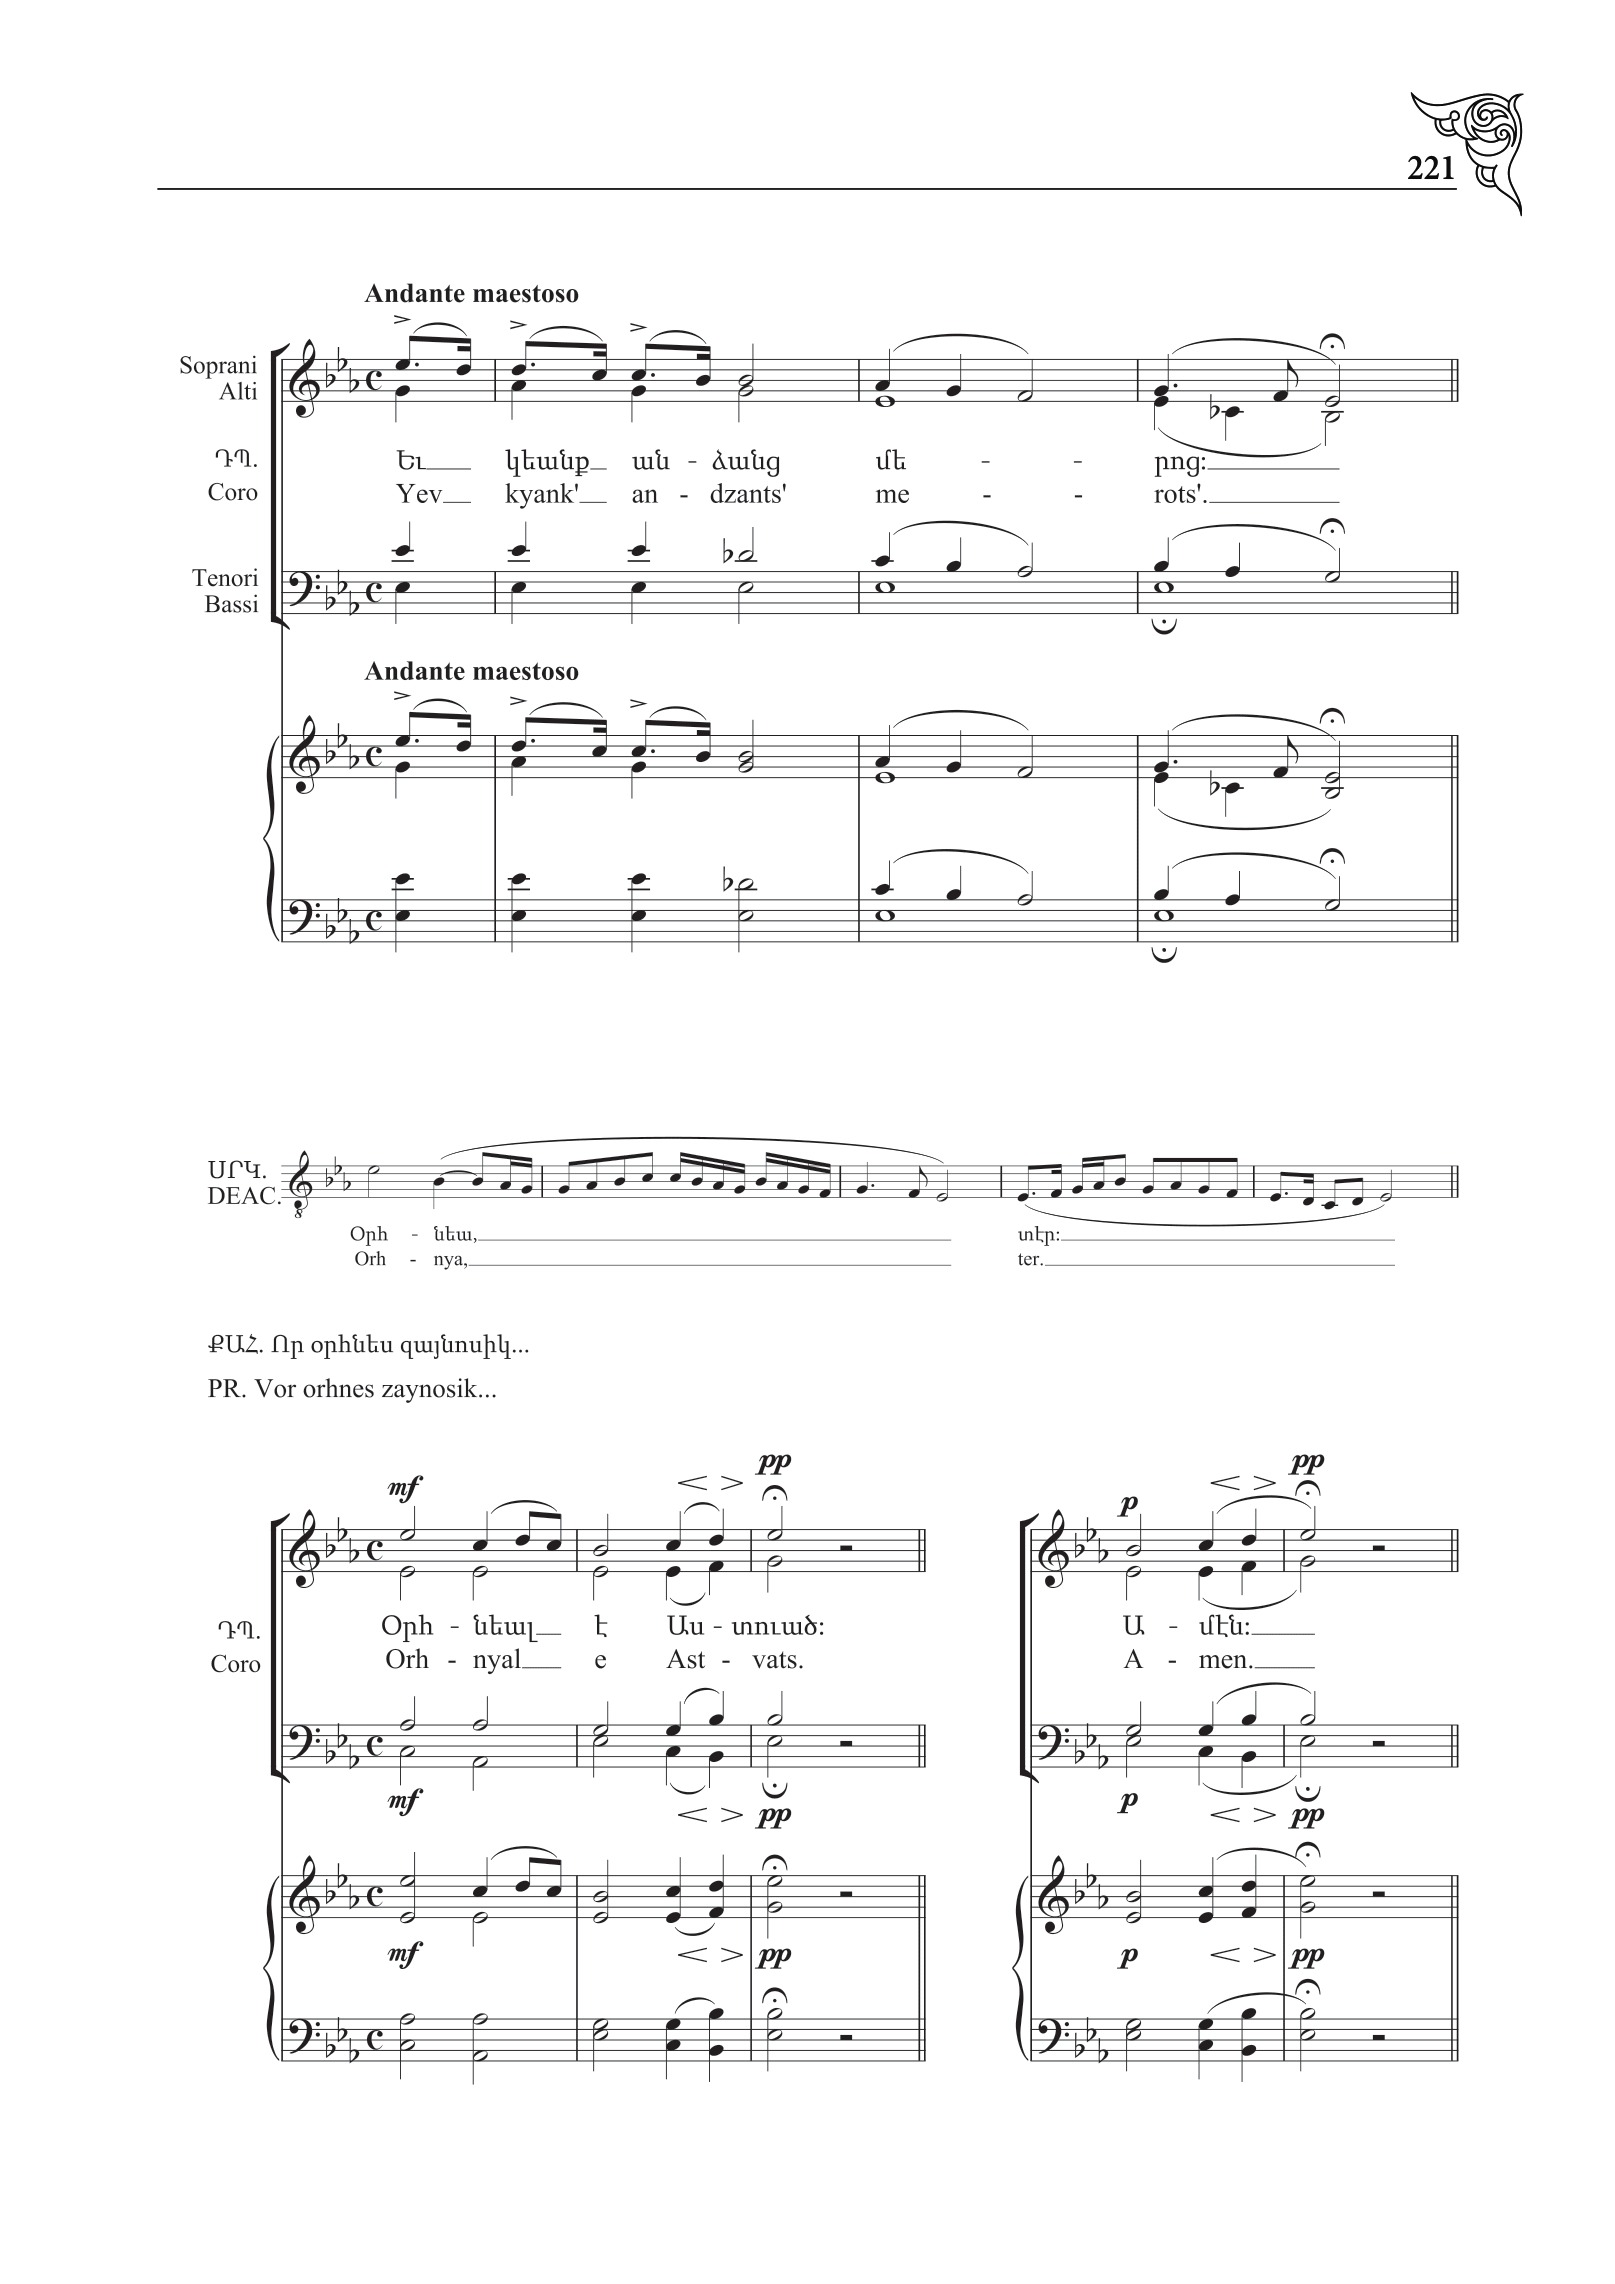 221
Andante maestoso
Soprani
Alti
ԴՊ. Եւ կեանք ան - ձանց մե - - րոց:
Coro Yev kyank' an - dzants' me - - rots'.
Tenori
Bassi
Andante maestoso
ՍՐԿ.
DEAC.
8
Օրհ - նեա, տէր:
Orh - nya, ter.
ՔԱՀ. Որ օրհնես զայնոսիկ...
PR. Vor orhnes zaynosik...
pp pp
mf p
ԴՊ. Օրհ - նեալ է Աս - տուած: Ա - մէն:
Coro Orh - nyal e Ast - vats. A - men.
mf pp p pp
mf pp p pp